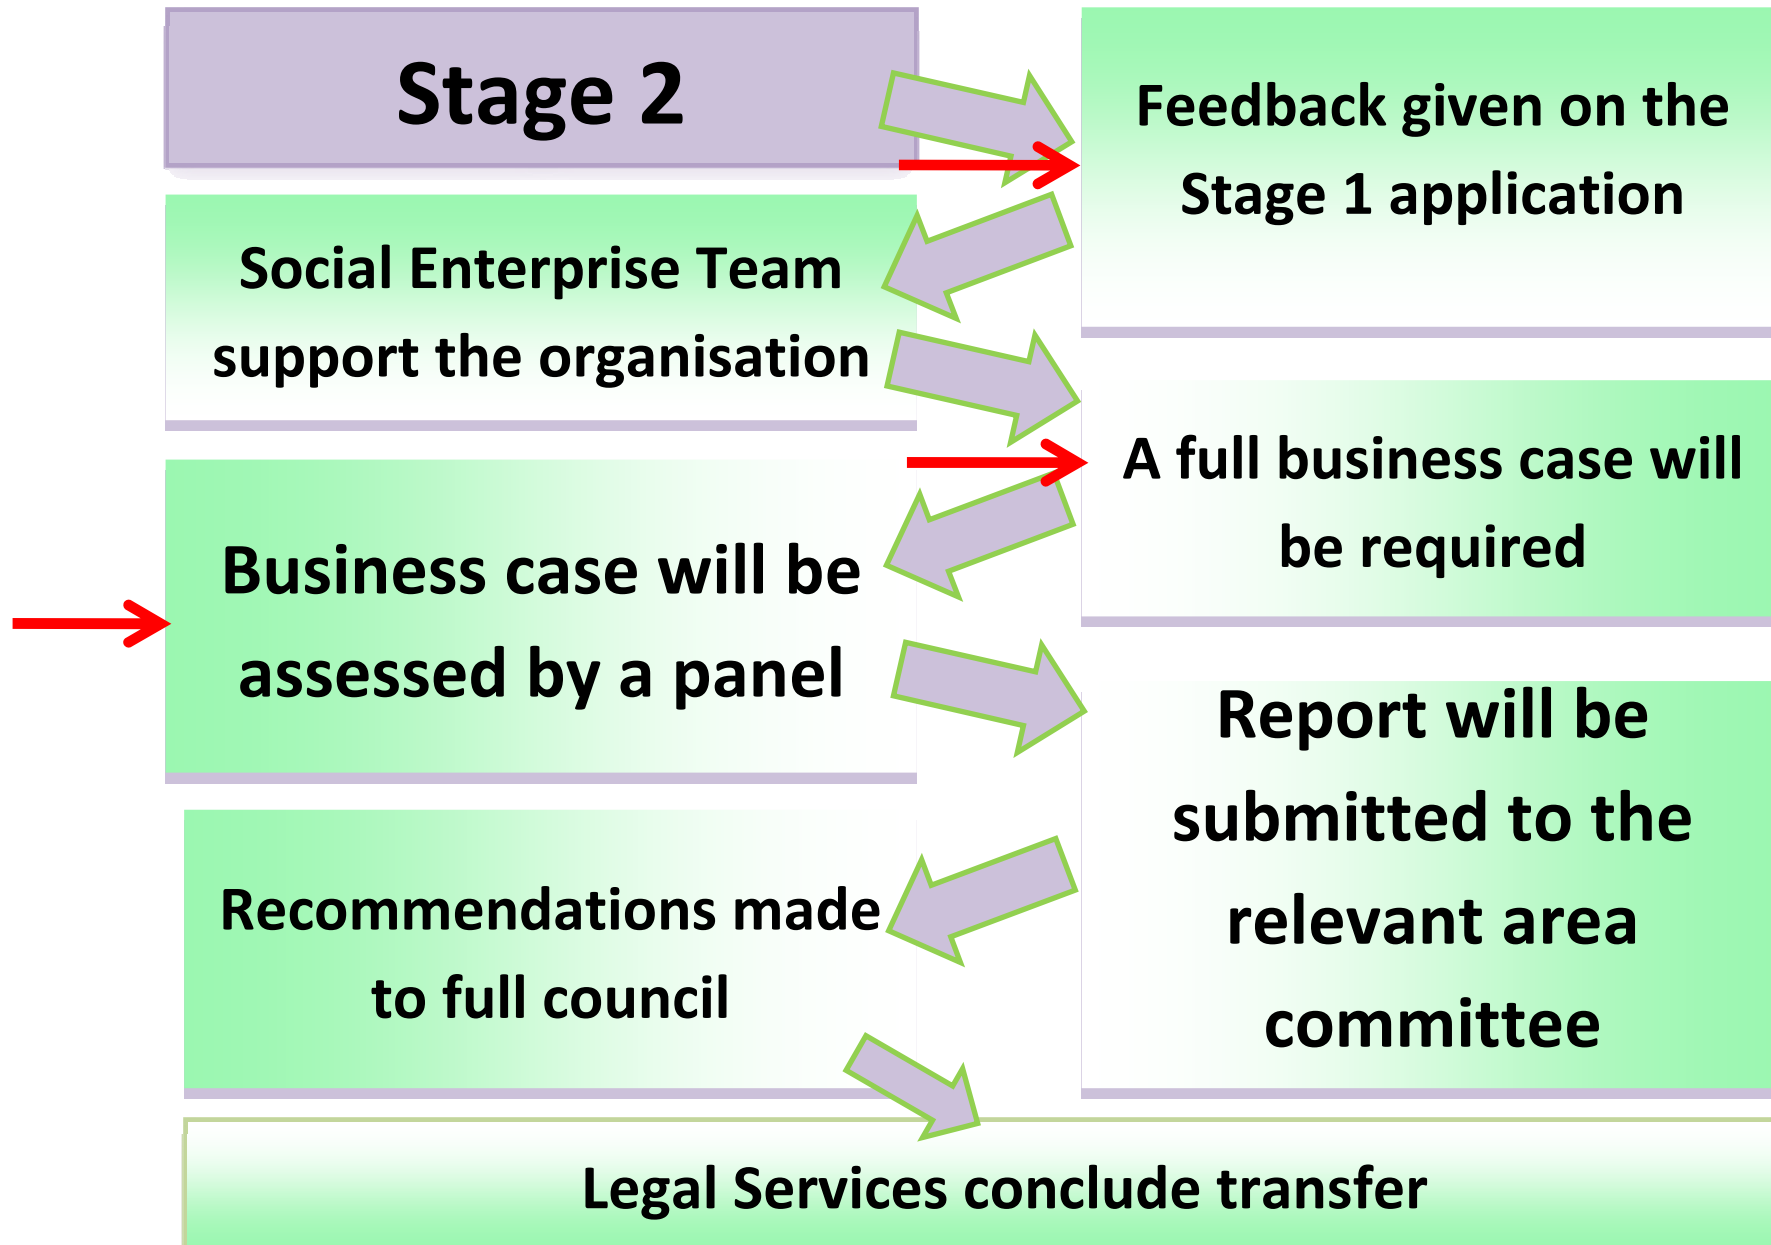 Stage 2
Feedback given on the
Stage 1 application
Social Enterprise Team
support the organisation
A full business case will
be required
Business case will be
assessed by a panel
Report will be
submitted to the
relevant area
committee
Recommendations made
to full council
Legal Services conclude transfer